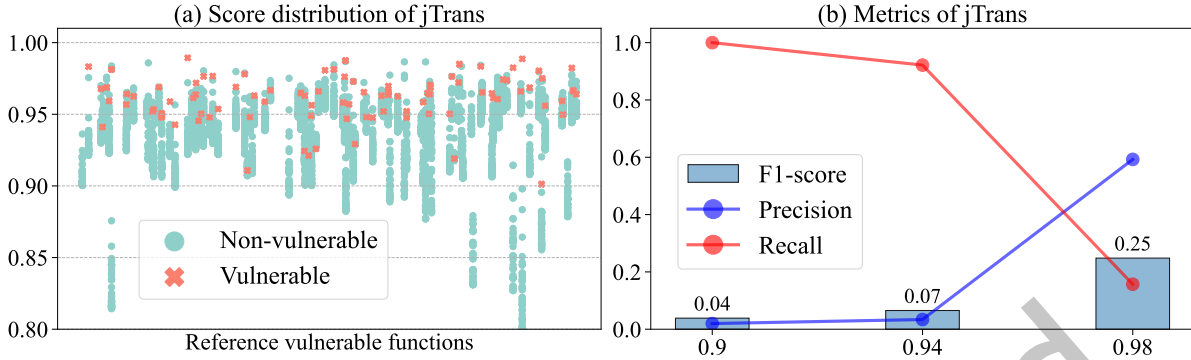 (a) Score distribution of jTrans
1.00
0.95
0.90
0.85
0.80
Non-vulnerable
Vulnerable
Reference vulnerable functions
(b) Metrics of jTrans
1.0
0.8
0.6
0.4
0.2
0.0
F1-score
Precision
Recall
0.04
0.07
0.25
0.9
0.94
0.98